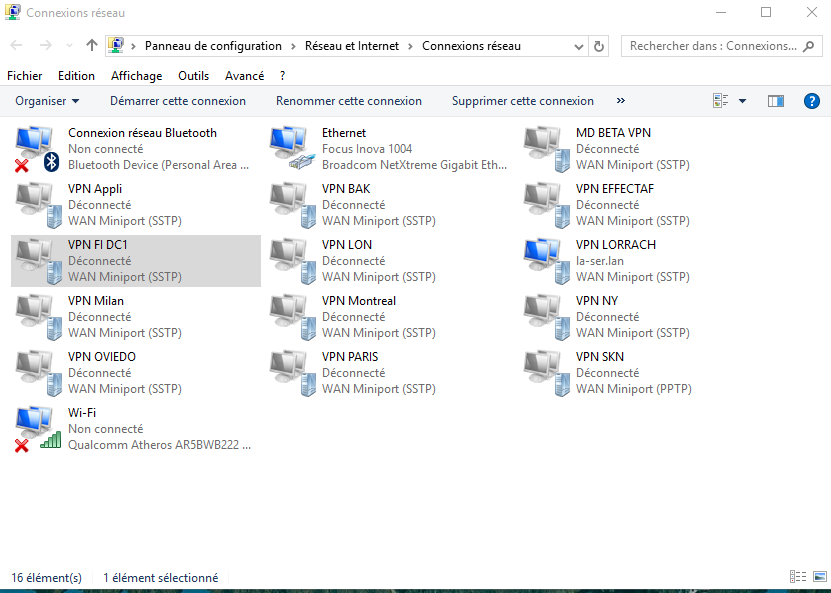 Connexions réseau
Panneau de configuration > Réseau et Internet > Connexions réseau
Rechercher dans : Connexions...
Fichier Edition Affichage Outils Avancé ?
Organiser Démarrer cette connexion Renommer cette connexion Supprimer cette connexion »
Connexion réseau Bluetooth
Non connecté
Bluetooth Device (Personal Area ...
Ethernet
Focus Inova 1004
Broadcom NetXtreme Gigabit Eth...
MD BETA VPN
Déconnecté
WAN Miniport (SSTP)
VPN Appli
Déconnecté
WAN Miniport (SSTP)
VPN BAK
Déconnecté
WAN Miniport (SSTP)
VPN EFFECTAF
Déconnecté
WAN Miniport (SSTP)
VPN FI DC1
Déconnecté
WAN Miniport (SSTP)
VPN LON
Déconnecté
WAN Miniport (SSTP)
VPN LORRACH
la-ser.lan
WAN Miniport (SSTP)
VPN Milan
Déconnecté
WAN Miniport (SSTP)
VPN Montreal
Déconnecté
WAN Miniport (SSTP)
VPN NY
Déconnecté
WAN Miniport (SSTP)
VPN OVIEDO
Déconnecté
WAN Miniport (SSTP)
VPN PARIS
Déconnecté
WAN Miniport (SSTP)
VPN SKN
Déconnecté
WAN Miniport (PPTP)
Wi-Fi
Non connecté
Qualcomm Atheros AR5BWB222 ...
16 élément(s) 1 élément sélectionné